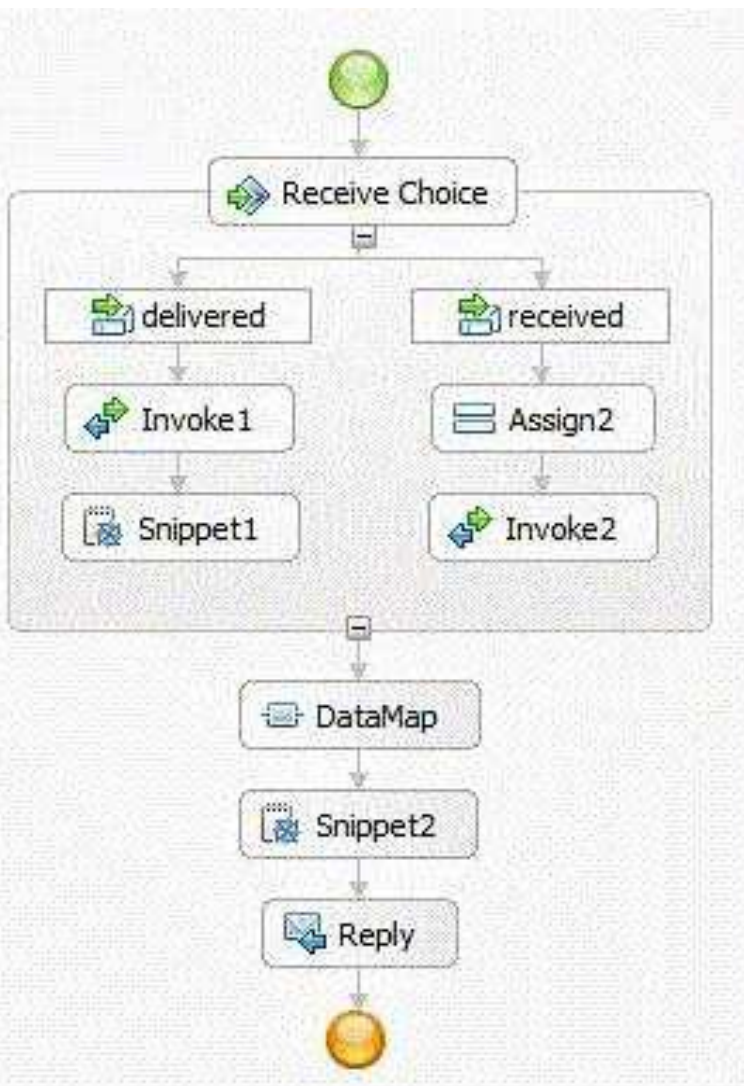 Receive Choice
delivered
received
Invoke1
Assign2
Snippet1
Invoke2
DataMap
Snippet2
Reply